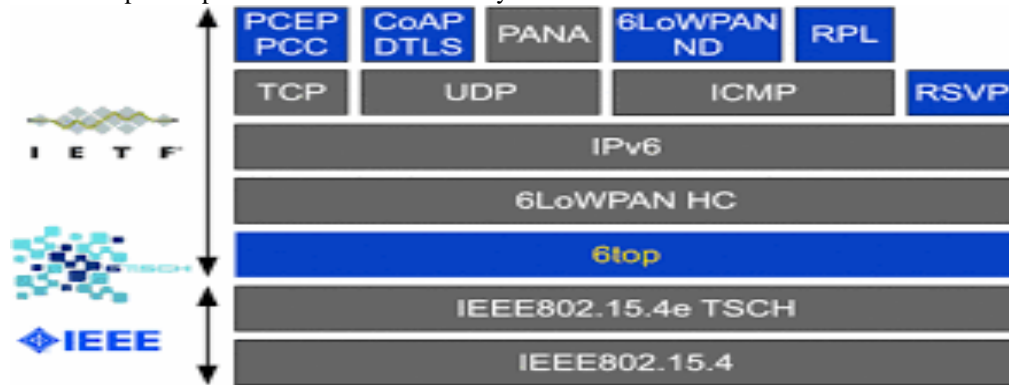 PCEP
PCC
CoAP
DTLS
PANA
6LoWPAN
ND
RPL
TCP
UDP
ICMP
RSVP
IETF
IPv6
6LoWPAN HC
6TSCH
6top
IEEE802.15.4e TSCH
IEEE
IEEE802.15.4